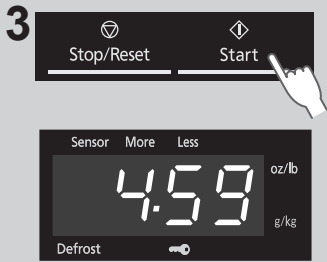 3
Stop/Reset Start
Sensor More Less
4.59 oz/lb
g/kg
Defrost